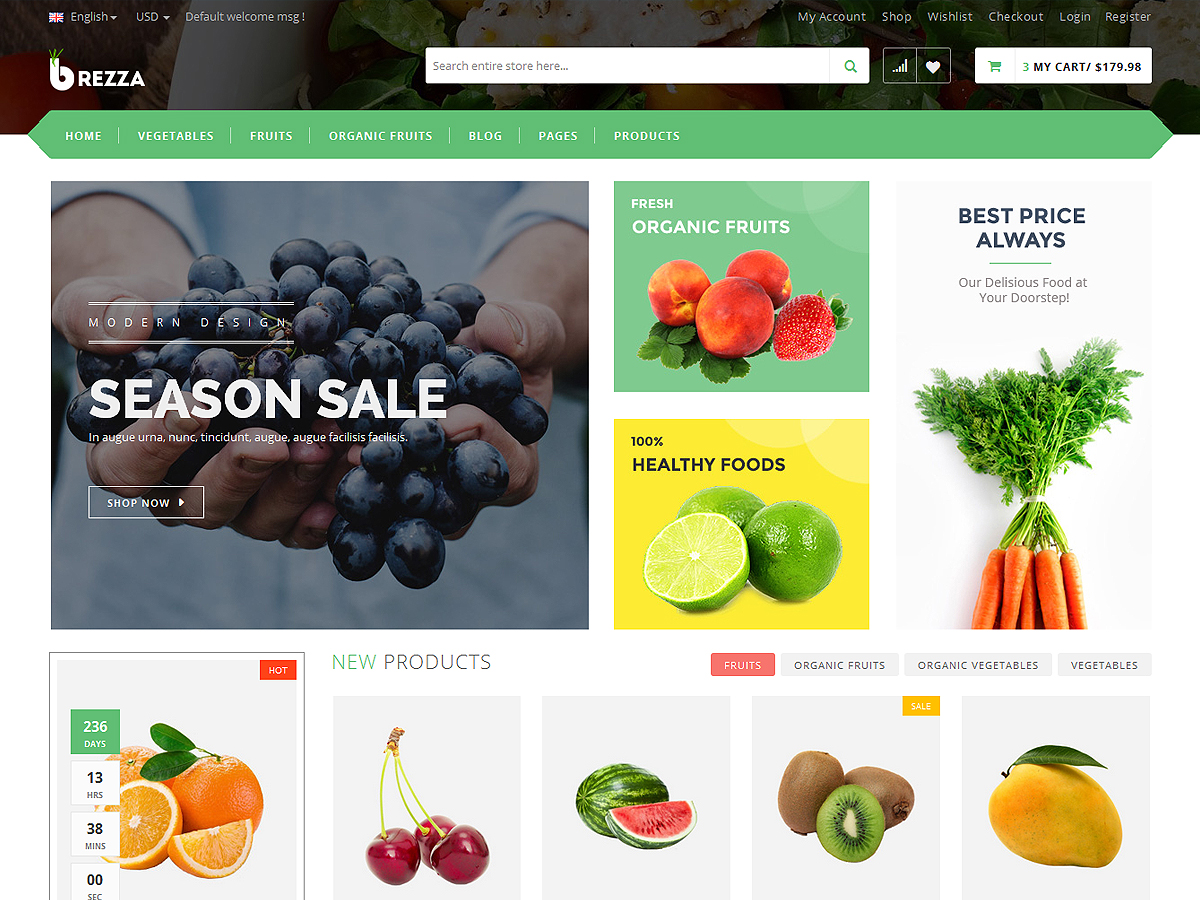 English
USD
Default welcome msg !
My Account
Shop
Wishlist
Checkout
Login
Register
bREZZA
Search entire store here...
3 MY CART/ $179.98
HOME
VEGETABLES
FRUITS
ORGANIC FRUITS
BLOG
PAGES
PRODUCTS
MODERN DESIGN
SEASON SALE
In augue urna, nunc, tincidunt, augue, augue facilisis facilisis.
SHOP NOW
FRESH
ORGANIC FRUITS
100%
HEALTHY FOODS
BEST PRICE
ALWAYS
Our Delisious Food at
Your Doorstep!
HOT
236
DAYS
13
HRS
38
MINS
00
SEC
NEW PRODUCTS
FRUITS
ORGANIC FRUITS
ORGANIC VEGETABLES
VEGETABLES
SALE